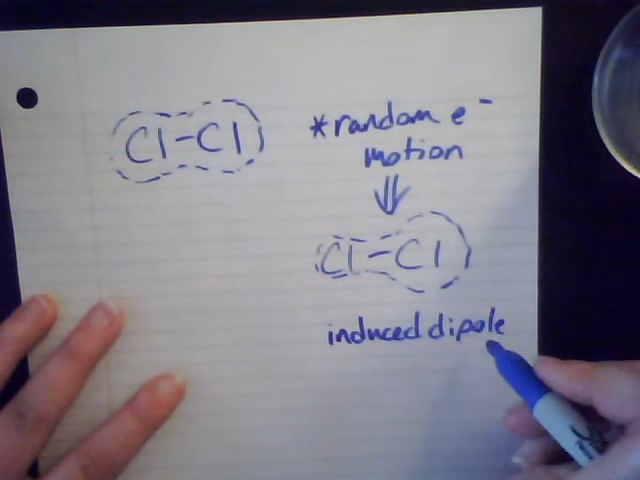 Cl-Cl
*random e⁻
motion
Cl-Cl
induced dipole